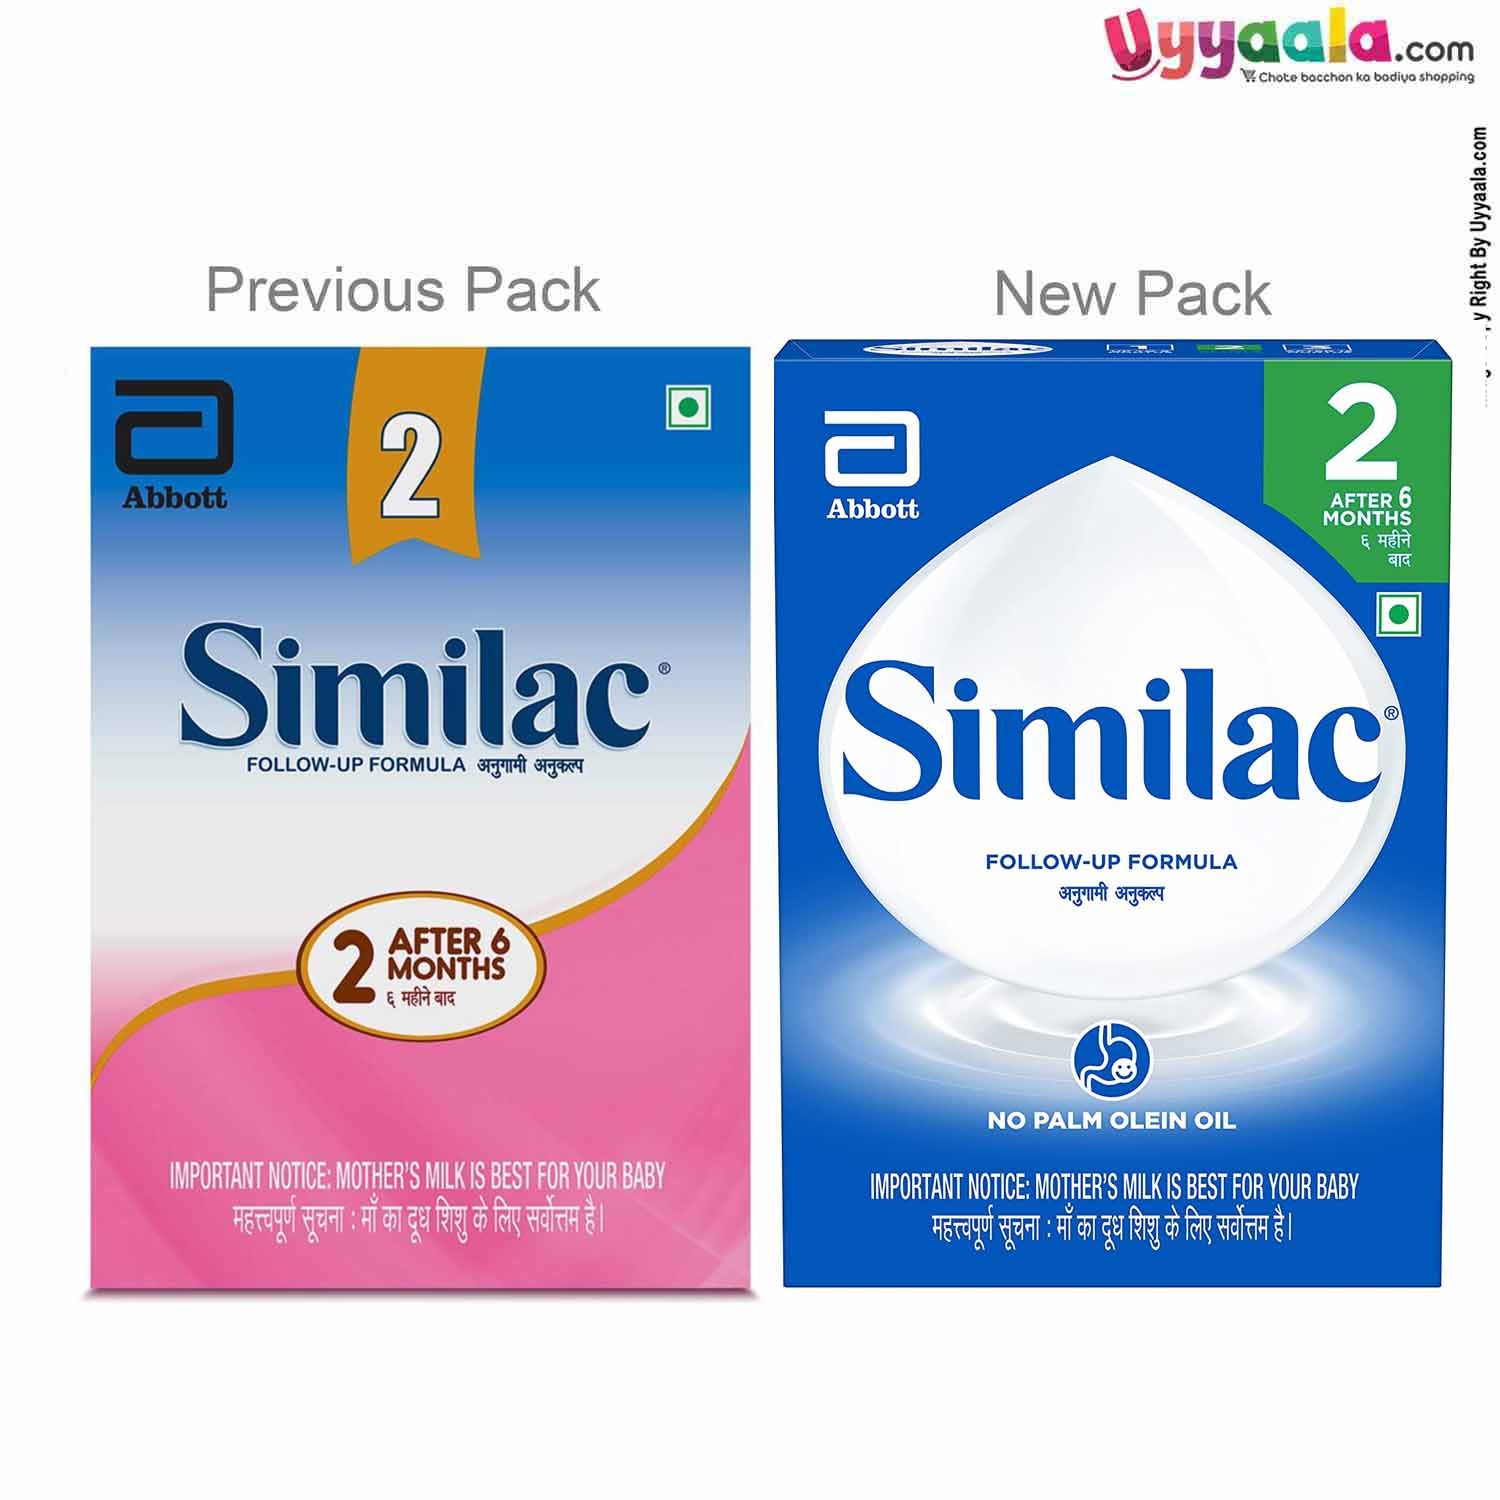 Uyyaala.com
Chote bacchon ka badiya shopping
y Right By Uyyaala.com
Previous Pack
Abbott
2
Similac®
FOLLOW-UP FORMULA अनुगामी अनुकल्प
2 AFTER 6
MONTHS
६ महीने बाद
IMPORTANT NOTICE: MOTHER'S MILK IS BEST FOR YOUR BABY
महत्त्वपूर्ण सूचना : माँ का दूध शिशु के लिए सर्वोत्तम है।
New Pack
1 2 3
Abbott
2
AFTER 6
MONTHS
६ महीने
बाद
Similac®
FOLLOW-UP FORMULA
अनुगामी अनुकल्प
NO PALM OLEIN OIL
IMPORTANT NOTICE: MOTHER'S MILK IS BEST FOR YOUR BABY
महत्त्वपूर्ण सूचना : माँ का दूध शिशु के लिए सर्वोत्तम है।